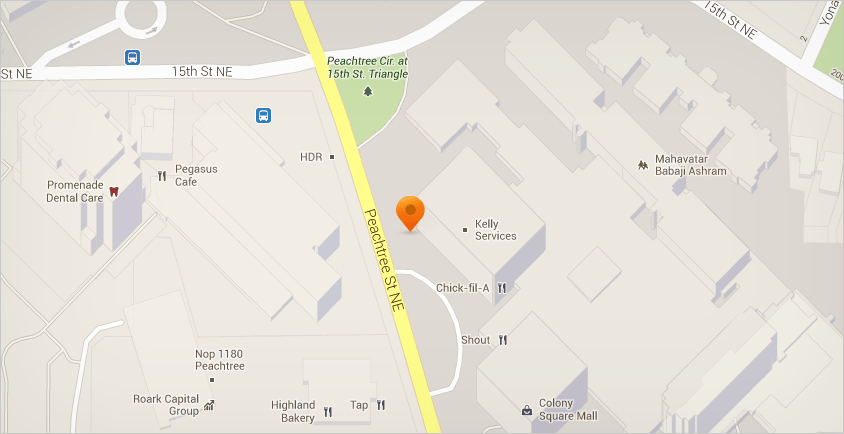 15th St NE
Yona
2
200
St NE
15th St NE
Peachtree Cir. at
15th St. Triangle
HDR
Pegasus
Cafe
Promenade
Dental Care
Mahavatar
Babaji Ashram
Kelly
Services
Peachtree St NE
Chick-fil-A
Shout
Nop 1180
Peachtree
Roark Capital
Group
Highland
Bakery
Tap
Colony
Square Mall